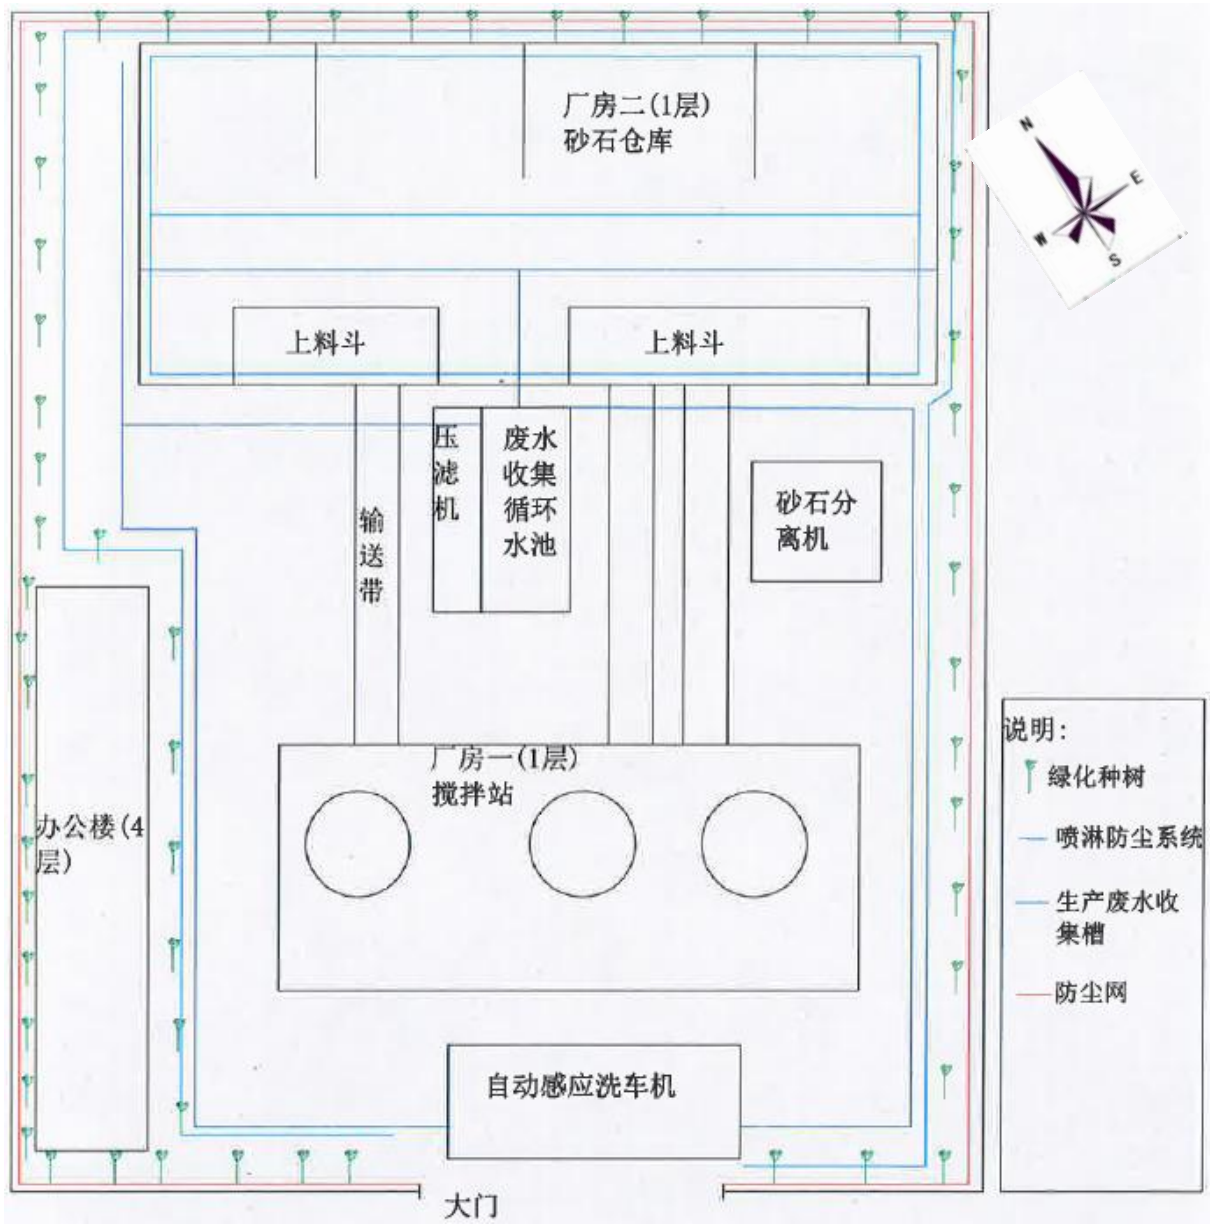 厂房二(1层)
砂石仓库
N
E
W
S
上料斗
上料斗
压
滤
机
废水
收集
循环
水池
砂石分
离机
输
送
带
厂房一(1层)
搅拌站
办公楼(4
层)
自动感应洗车机
大门
说明:
绿化种树
喷淋防尘系统
生产废水收
集槽
防尘网